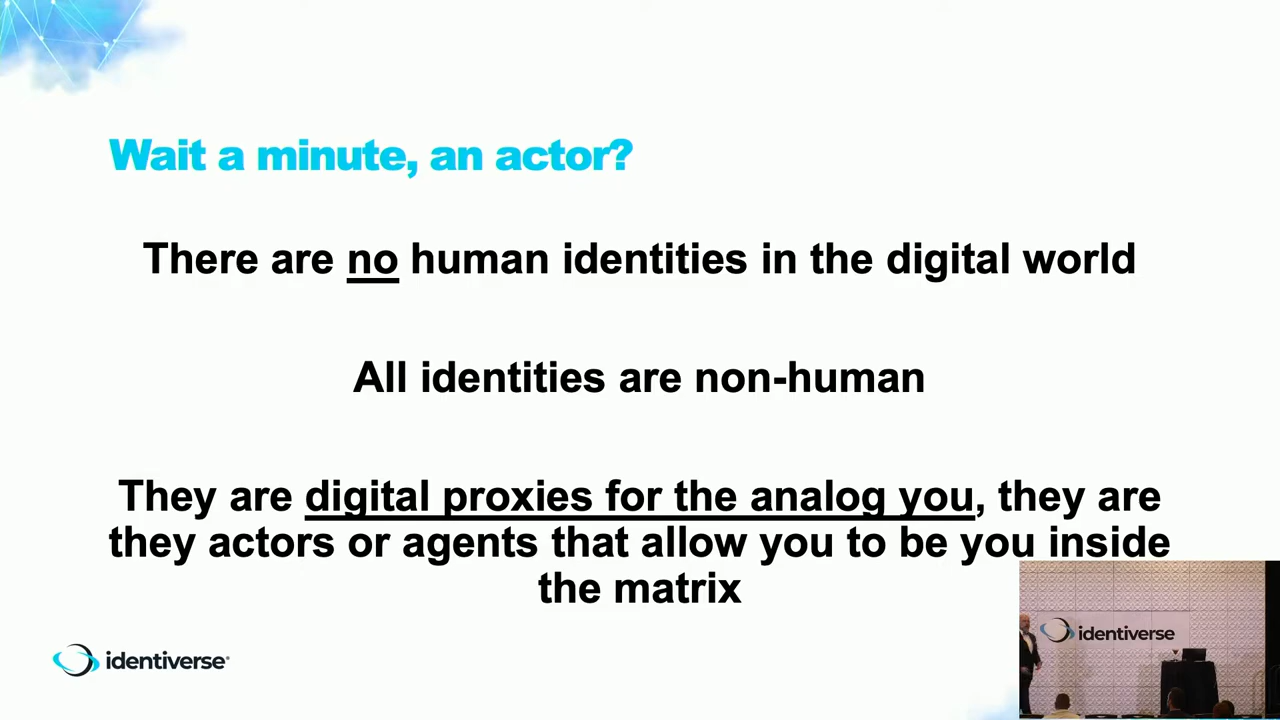 Wait a minute, an actor?
There are no human identities in the digital world
All identities are non-human
They are digital proxies for the analog you, they are
they actors or agents that allow you to be you inside
the matrix
identiverse®
identiverse